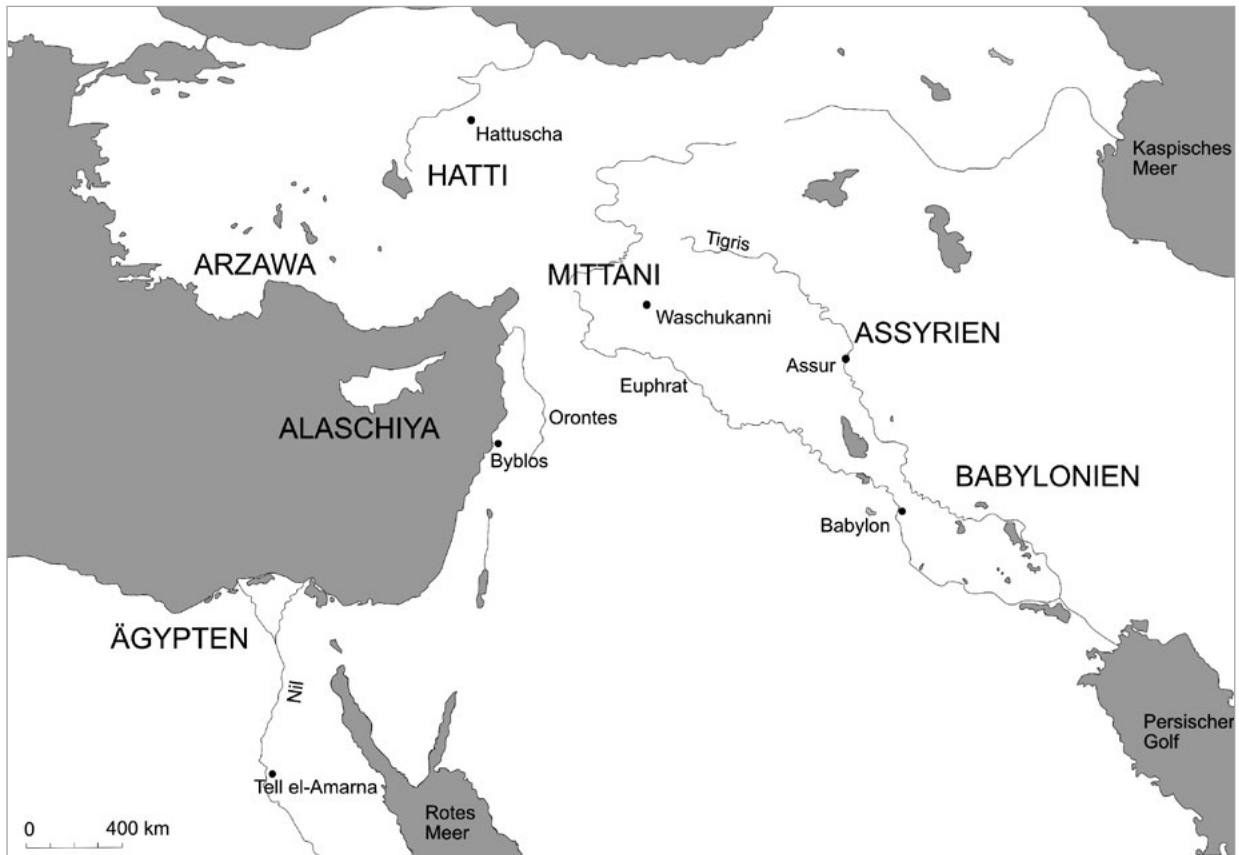 Hattuscha
HATTI
Kaspisches
Meer
ARZAWA
Tigris
MITTANI
Waschukanni
ASSYRIEN
Assur
Euphrat
Orontes
ALASCHIYA
Byblos
BABYLONIEN
Babylon
ÄGYPTEN
Nil
Persischer
Golf
Tell el-Amarna
Rotes
Meer
0 400 km